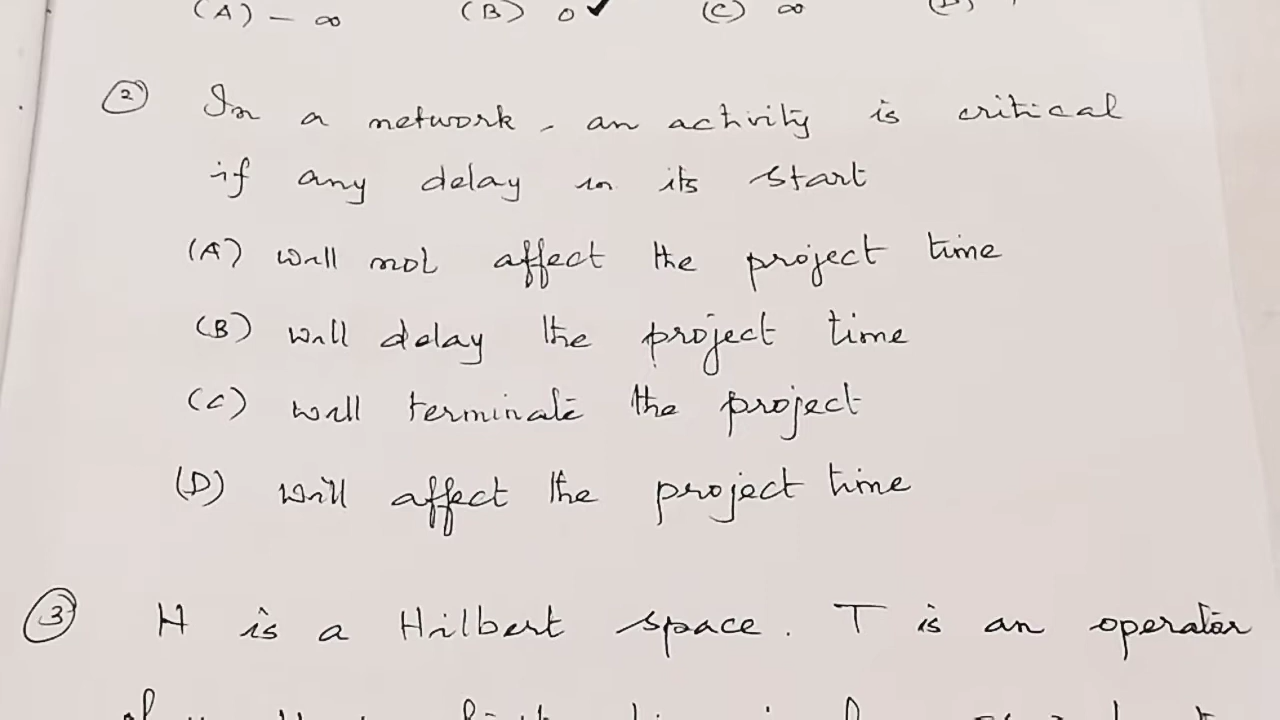 (A) - ∞ (B) 0 ✓ (C) ∞
② In a network, an activity is critical
if any delay in its start
(A) will not affect the project time
(B) will delay the project time
(C) will terminate the project
(D) will affect the project time
③ H is a Hilbert space. T is an operator